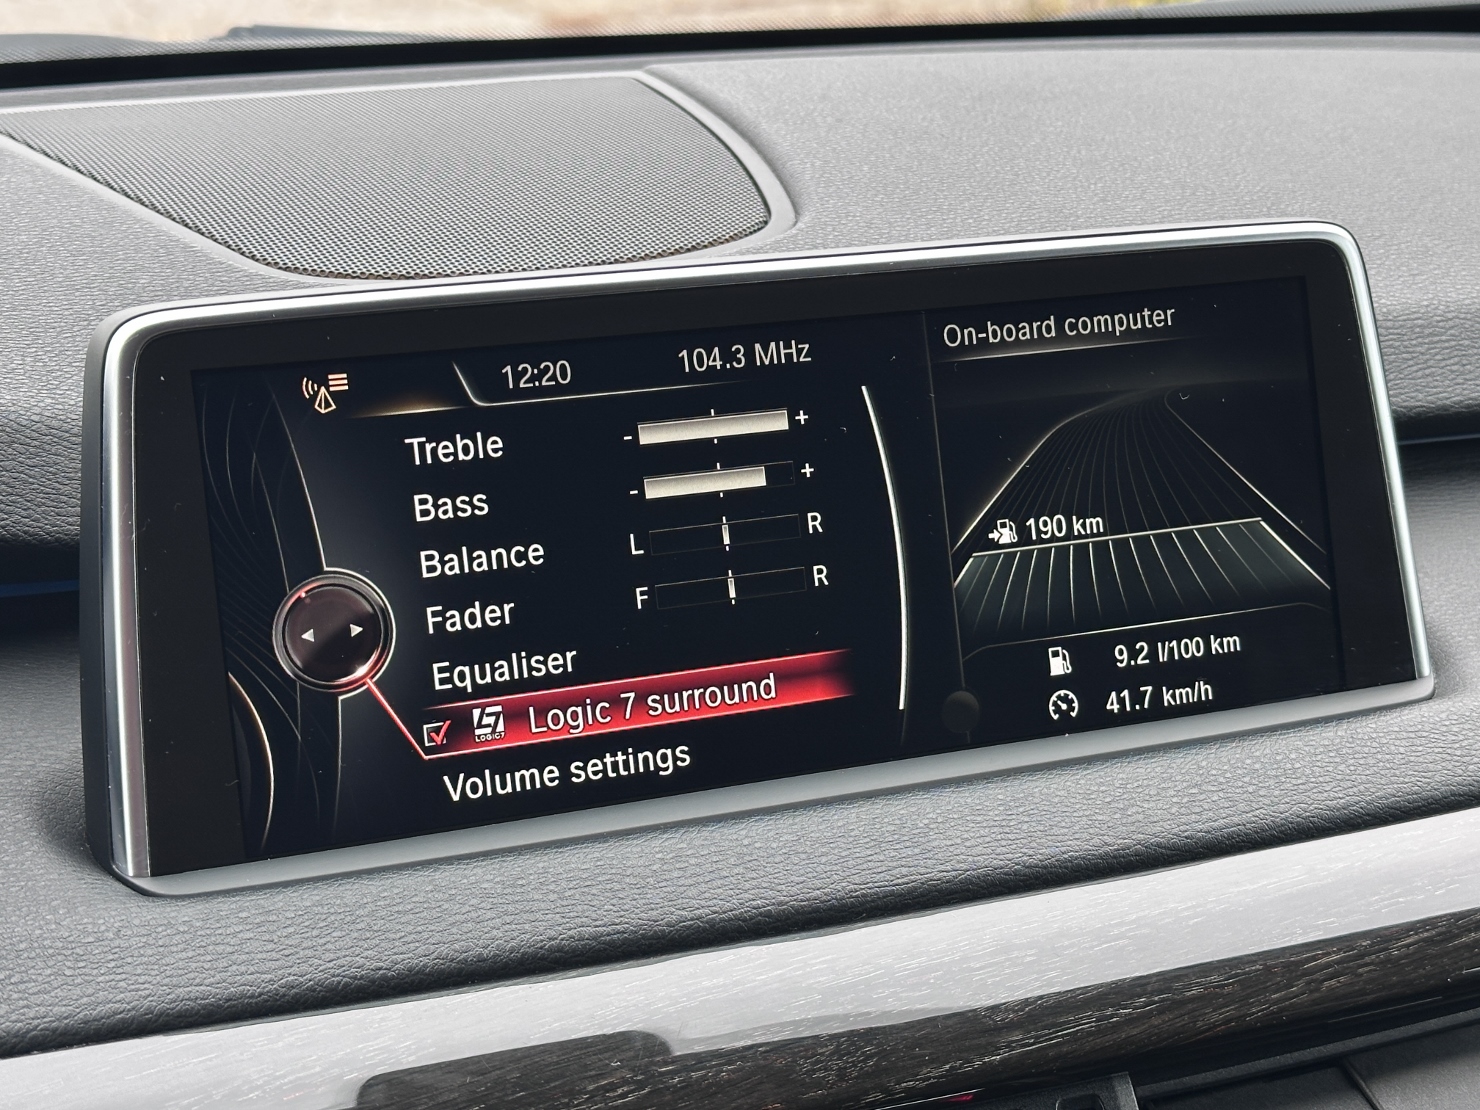 12:20 104.3 MHz
Treble - +
Bass - +
Balance L R
Fader F R
Equaliser
LOGIC7 Logic 7 surround
Volume settings
On-board computer
190 km
9.2 l/100 km
41.7 km/h